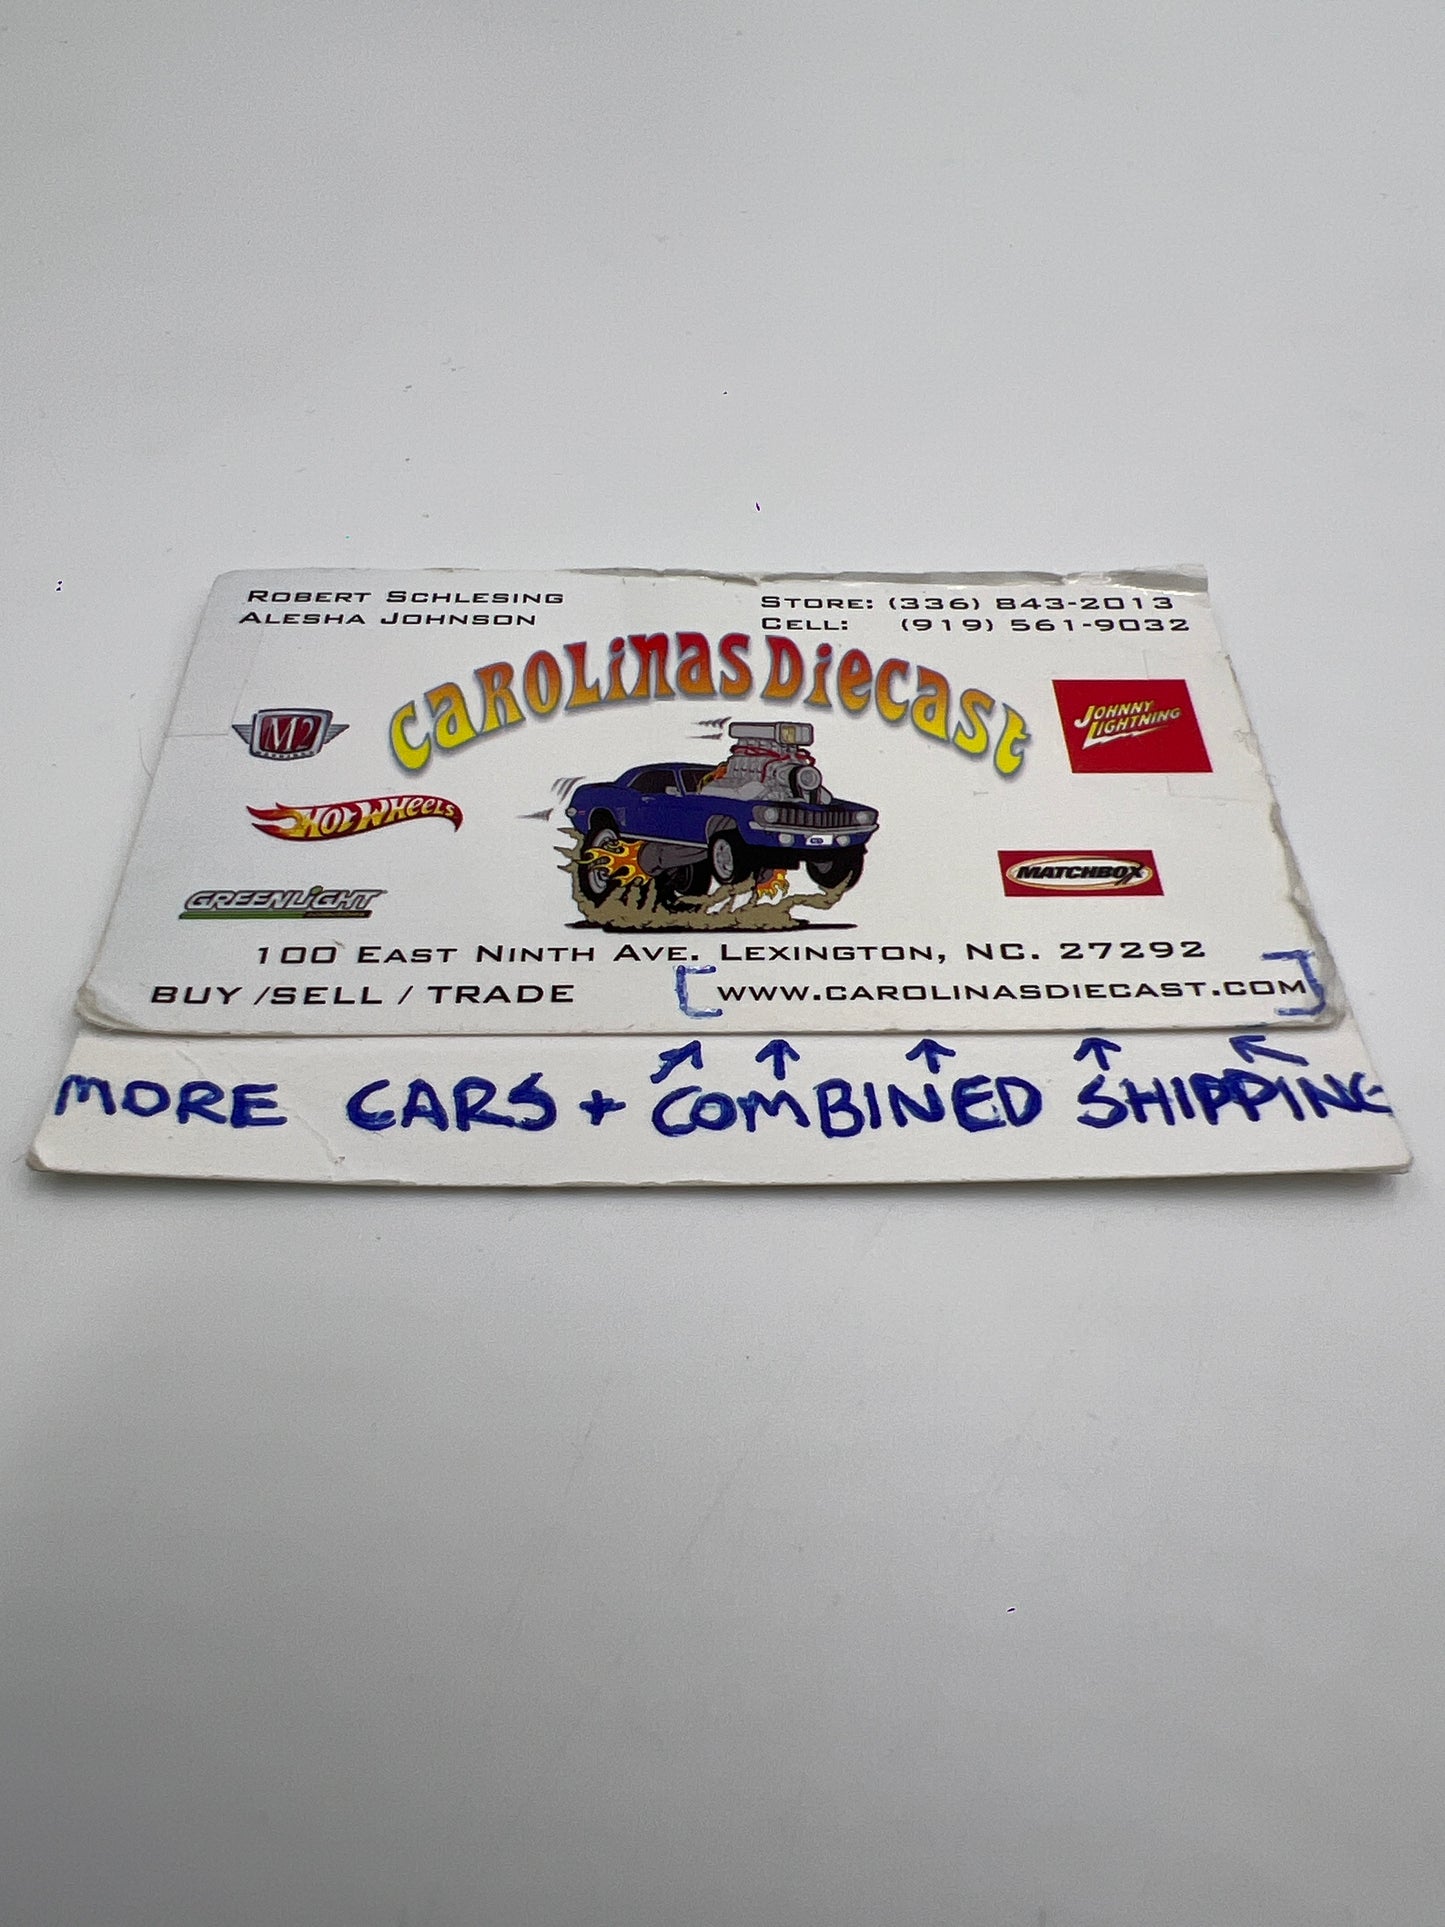 ROBERT SCHLESING
ALESHA JOHNSON
STORE: (336) 843-2013
CELL: (919) 561-9032
CAROLINAS DIECAST
M2
HOT WHEELS
GREENLIGHT
JOHNNY
LIGHTNING
MATCHBOX
100 EAST NINTH AVE. LEXINGTON, NC. 27292
BUY /SELL / TRADE
[WWW.CAROLINASDIECAST.COM]
MORE CARS + COMBINED SHIPPING